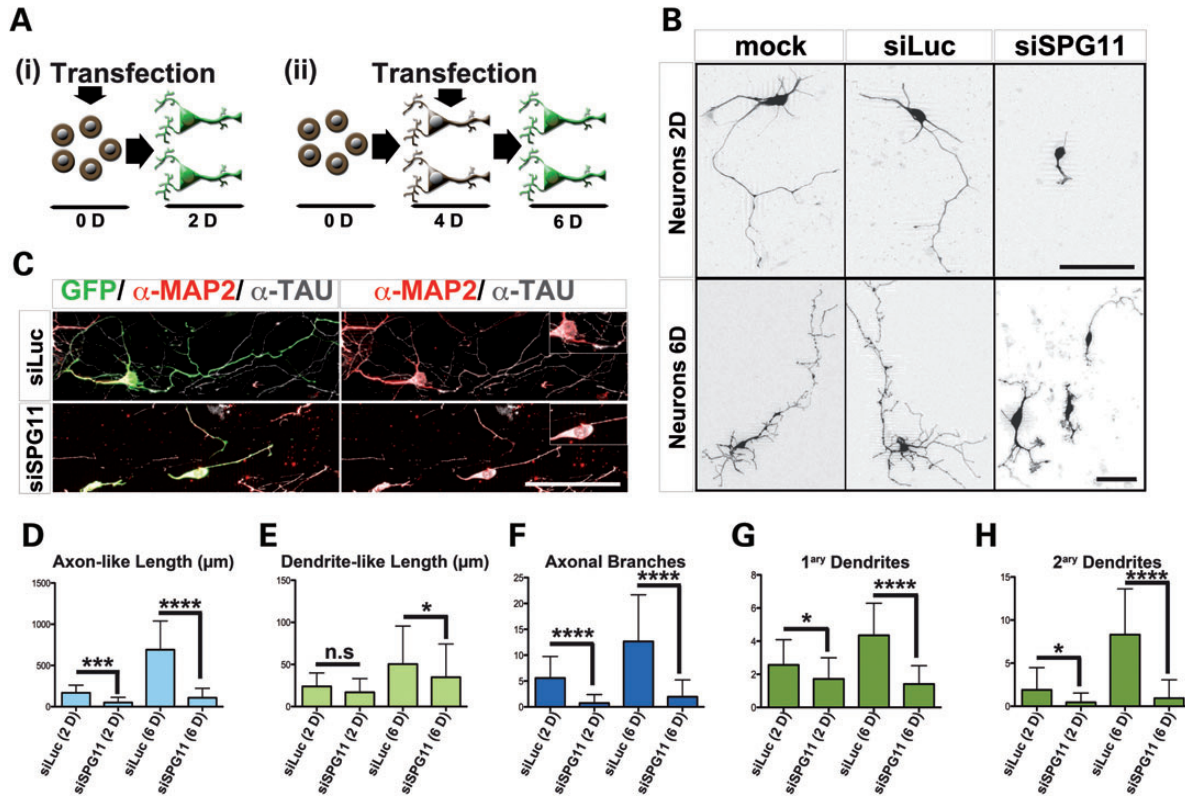 A
(i) Transfection
0 D
2 D
(ii) Transfection
0 D
4 D
6 D
B
mock
siLuc
siSPG11
Neurons 2D
Neurons 6D
C
GFP/ α-MAP2/ α-TAU
α-MAP2/ α-TAU
siLuc
siSPG11
D
Axon-like Length (µm)
1500
1000
500
0
***
****
siLuc (2 D)
siSPG11 (2 D)
siLuc (6 D)
siSPG11 (6 D)
E
Dendrite-like Length (µm)
150
100
50
0
n.s
*
siLuc (2 D)
siSPG11 (2 D)
siLuc (6 D)
siSPG11 (6 D)
F
Axonal Branches
25
20
15
10
5
0
****
****
siLuc (2 D)
siSPG11 (2 D)
siLuc (6 D)
siSPG11 (6 D)
G
1ary Dendrites
8
6
4
2
0
*
****
siLuc (2 D)
siSPG11 (2 D)
siLuc (6 D)
siSPG11 (6 D)
H
2ary Dendrites
15
10
5
0
*
****
siLuc (2 D)
siSPG11 (2 D)
siLuc (6 D)
siSPG11 (6 D)